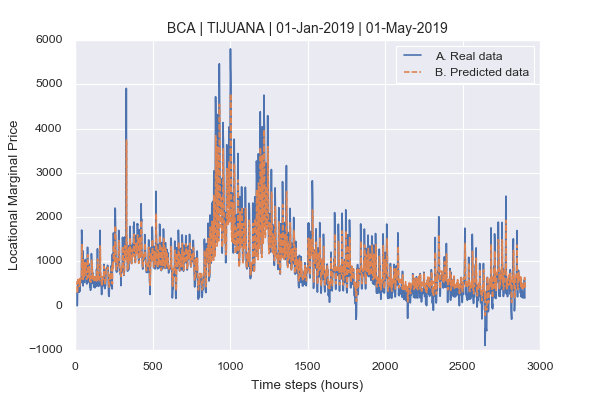 BCA | TIJUANA | 01-Jan-2019 | 01-May-2019
A. Real data
B. Predicted data
Locational Marginal Price
6000
5000
4000
3000
2000
1000
0
−1000
0 500 1000 1500 2000 2500 3000
Time steps (hours)